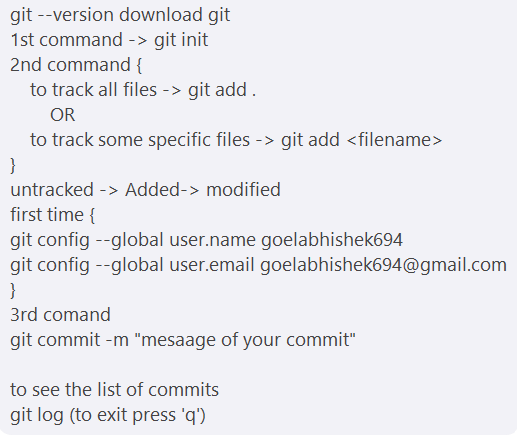 git --version download git
1st command -> git init
2nd command {
to track all files -> git add .
OR
to track some specific files -> git add <filename>
}
untracked -> Added-> modified
first time {
git config --global user.name goelabhishek694
git config --global user.email goelabhishek694@gmail.com
}
3rd comand
git commit -m "mesaage of your commit"

to see the list of commits
git log (to exit press 'q')